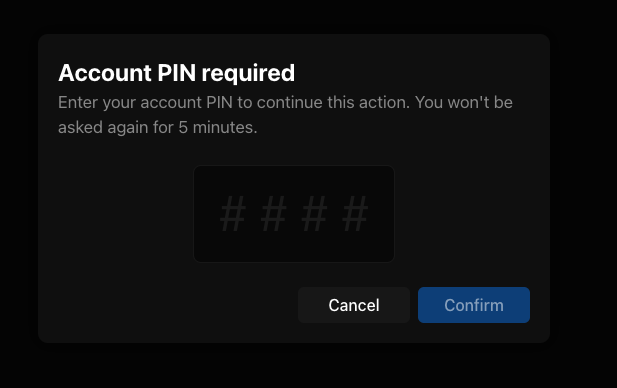 Account PIN required
Enter your account PIN to continue this action. You won't be
asked again for 5 minutes.
# # # #
Cancel Confirm